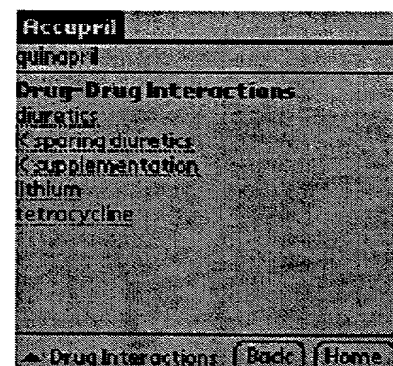 Accupril
quinapril
Drug-Drug Interactions
diuretics
K sparing diuretics
K supplementation
lithium
tetracycline
Drug Interactions Back Home